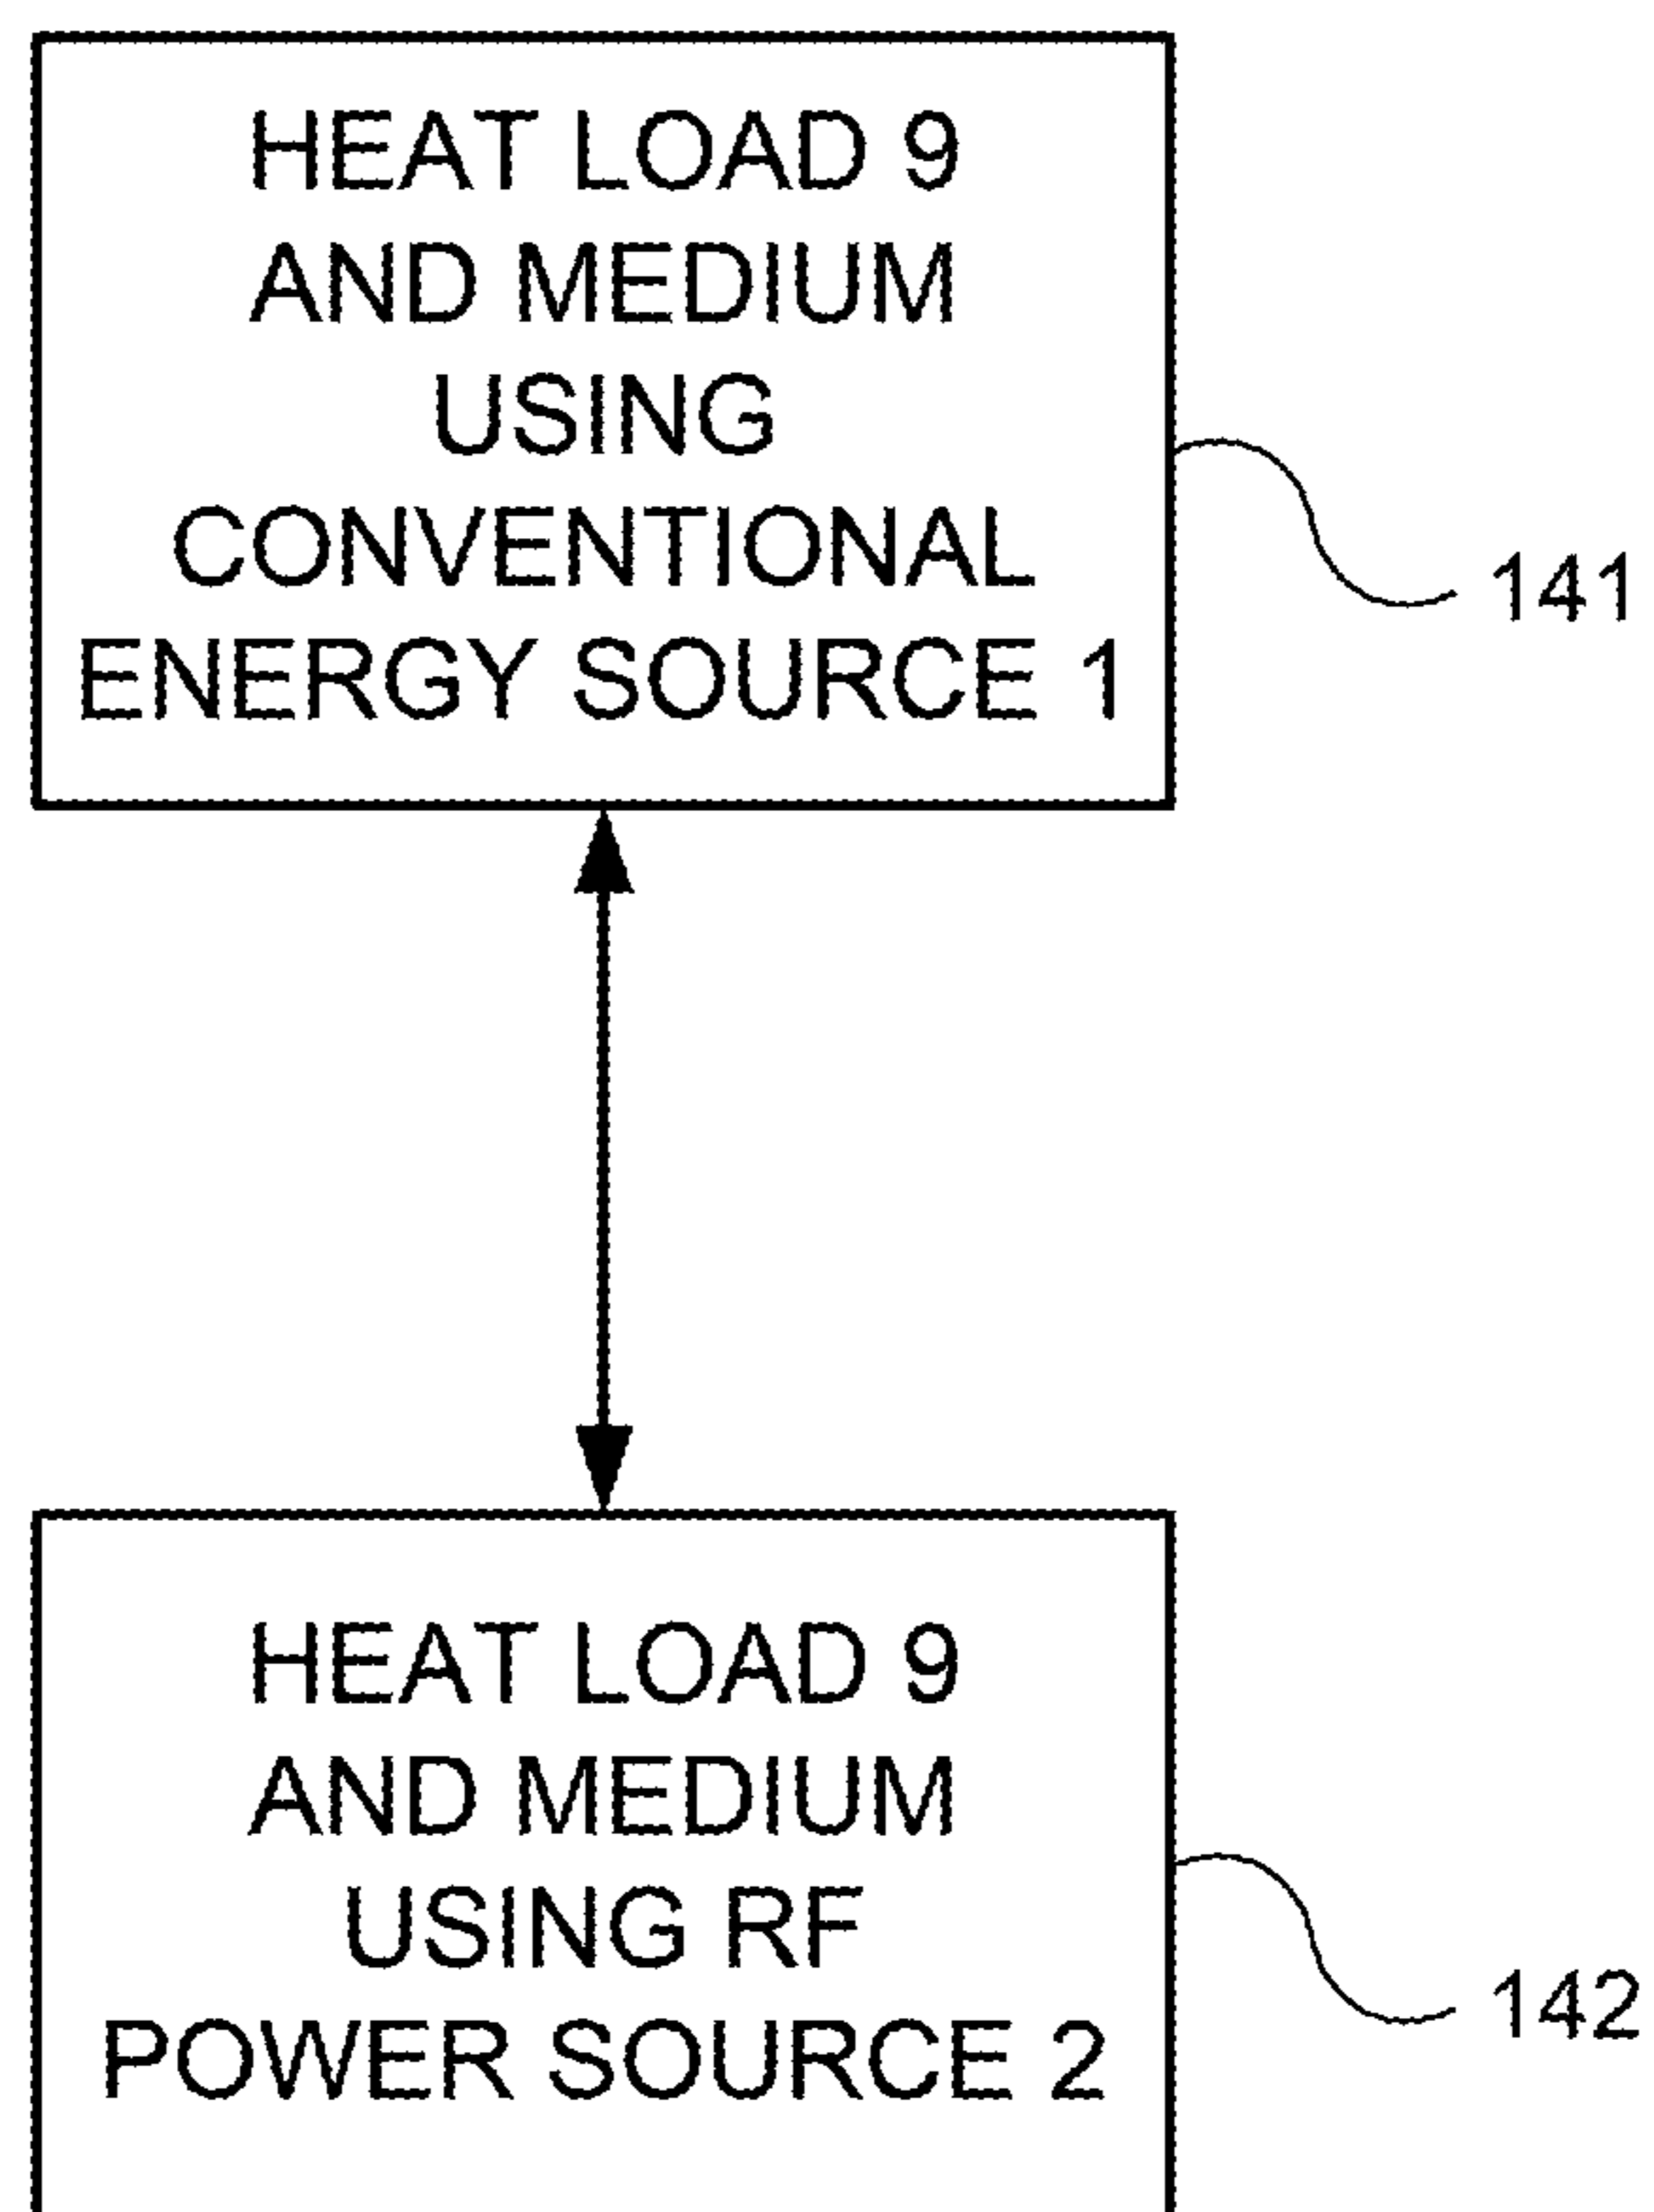 HEAT LOAD 9
AND MEDIUM
USING
CONVENTIONAL
ENERGY SOURCE 1
141
HEAT LOAD 9
AND MEDIUM
USING RF
POWER SOURCE 2
142